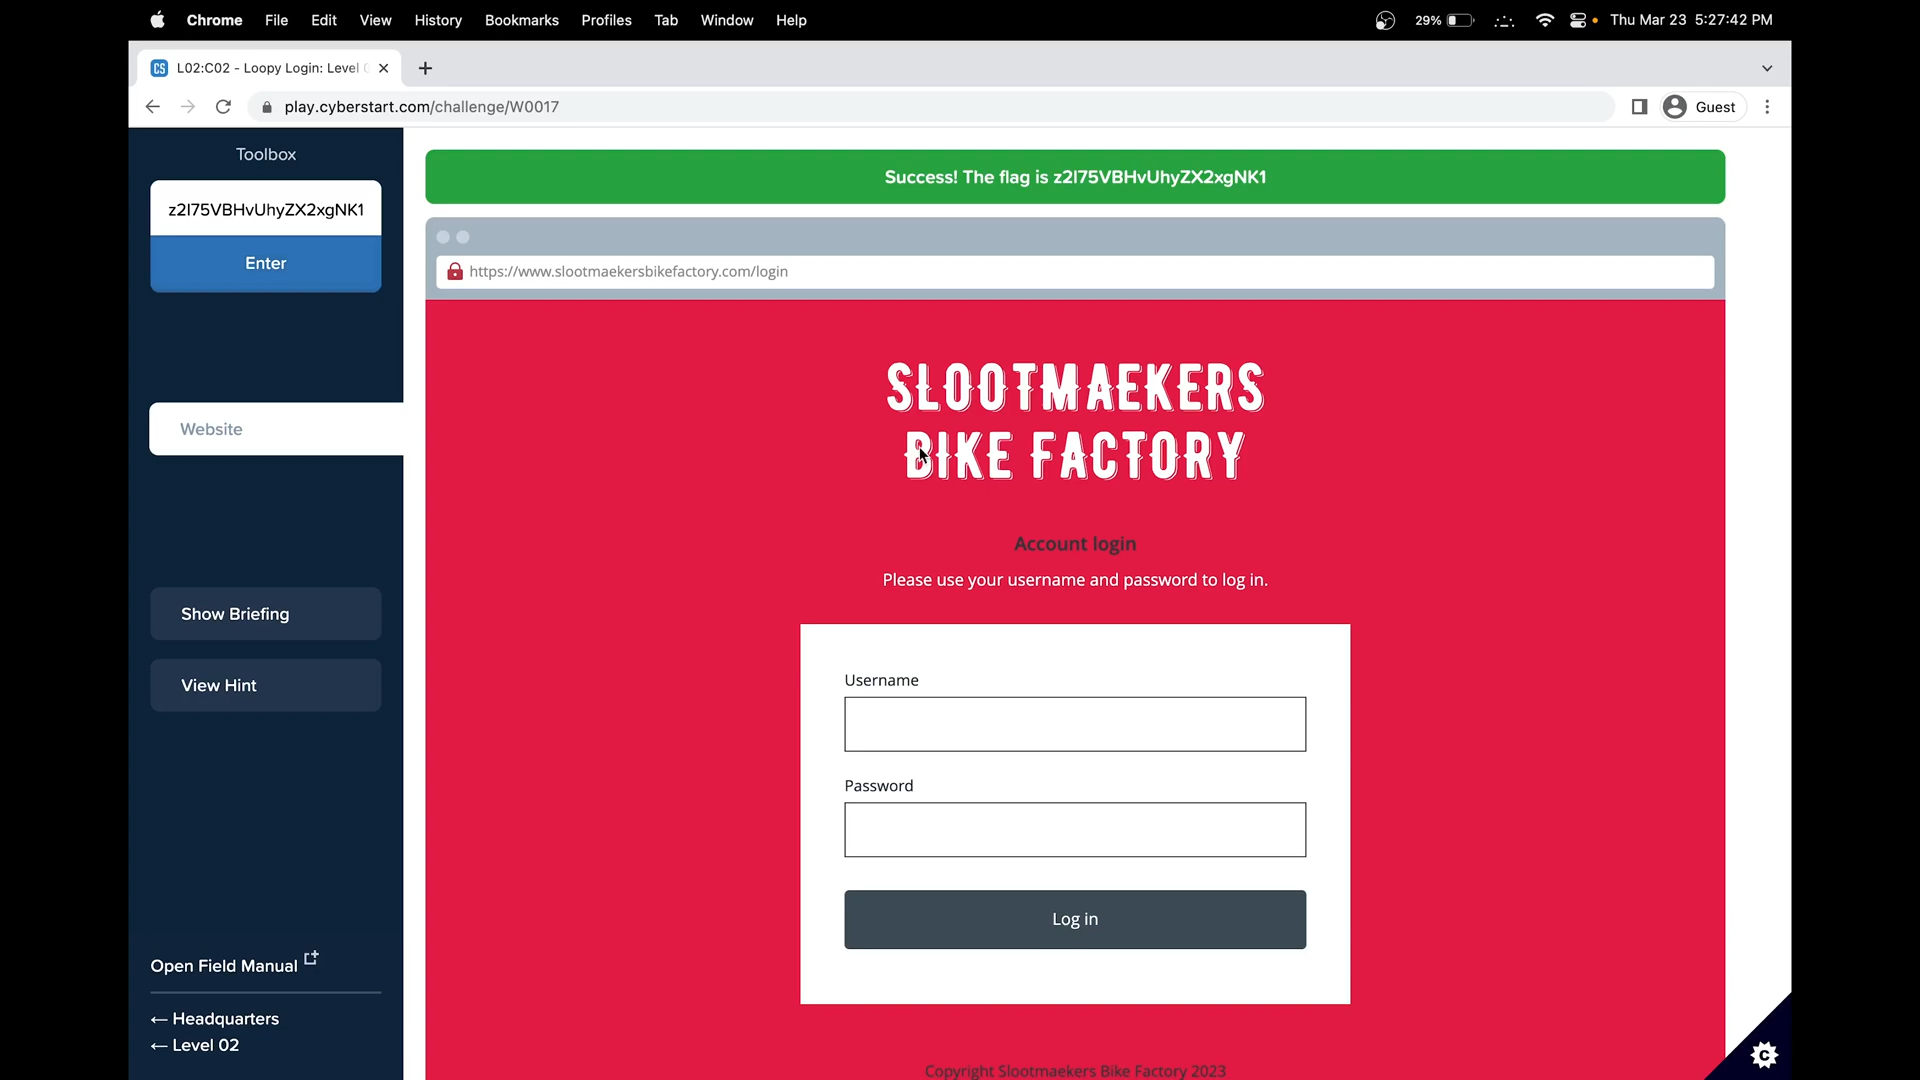 Chrome File Edit View History Bookmarks Profiles Tab Window Help 29% Thu Mar 23 5:27:42 PM
CS L02:C02 - Loopy Login: Level
play.cyberstart.com/challenge/W0017 Guest
Toolbox
z2I75VBHvUhyZX2xgNK1
Enter
Website
Show Briefing
View Hint
Open Field Manual
← Headquarters
← Level 02
Success! The flag is z2I75VBHvUhyZX2xgNK1
https://www.slootmaekersbikefactory.com/login
SLOOTMAEKERS
BIKE FACTORY
Account login
Please use your username and password to log in.
Username
Password
Log in
Copyright Slootmaekers Bike Factory 2023
C